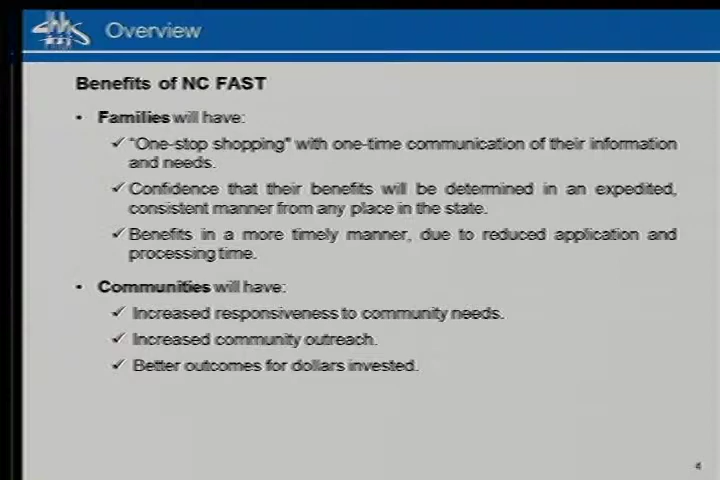 Overview
Benefits of NC FAST
• Families will have:
✓ "One-stop shopping" with one-time communication of their information
and needs.
✓ Confidence that their benefits will be determined in an expedited,
consistent manner from any place in the state.
✓ Benefits in a more timely manner, due to reduced application and
processing time.
• Communities will have:
✓ Increased responsiveness to community needs.
✓ Increased community outreach.
✓ Better outcomes for dollars invested.
4